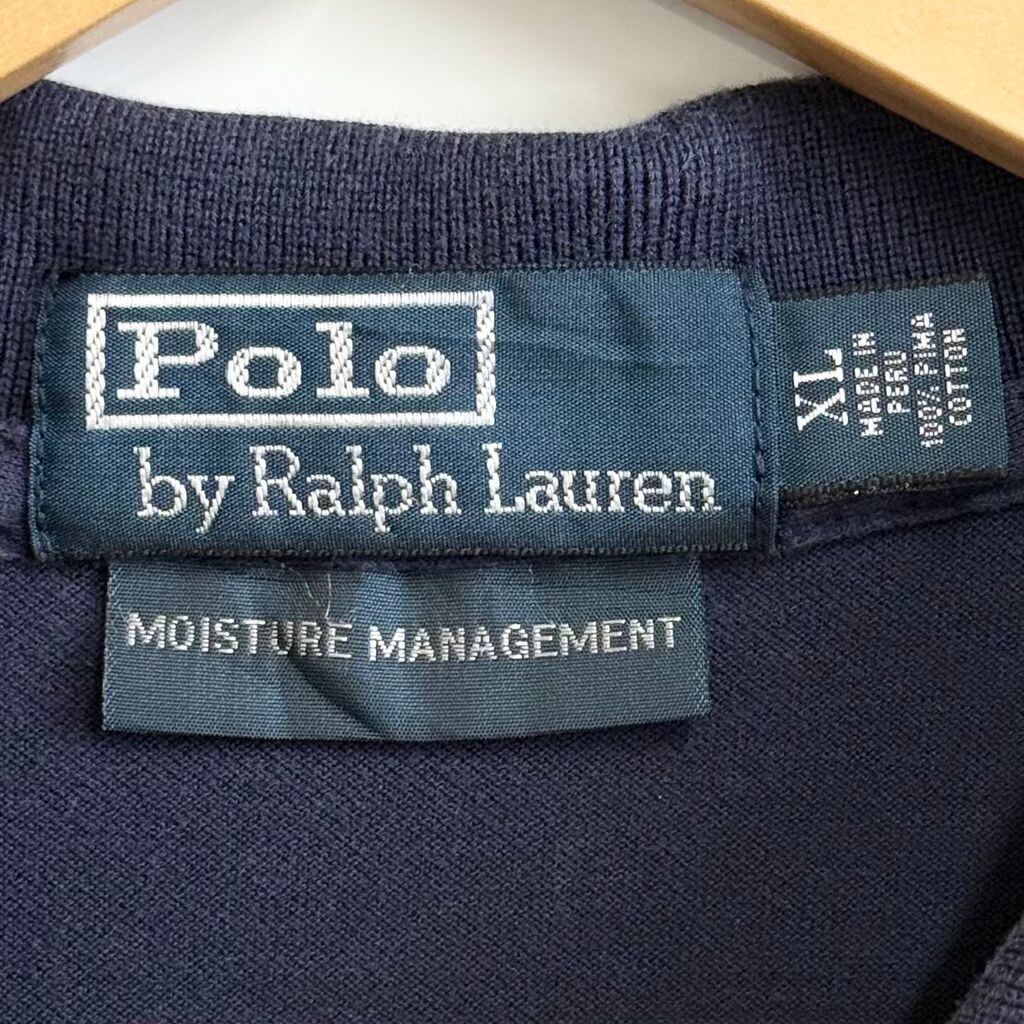 Polo
by Ralph Lauren
XL
MADE IN
PERU
100% PIMA
COTTON
MOISTURE MANAGEMENT